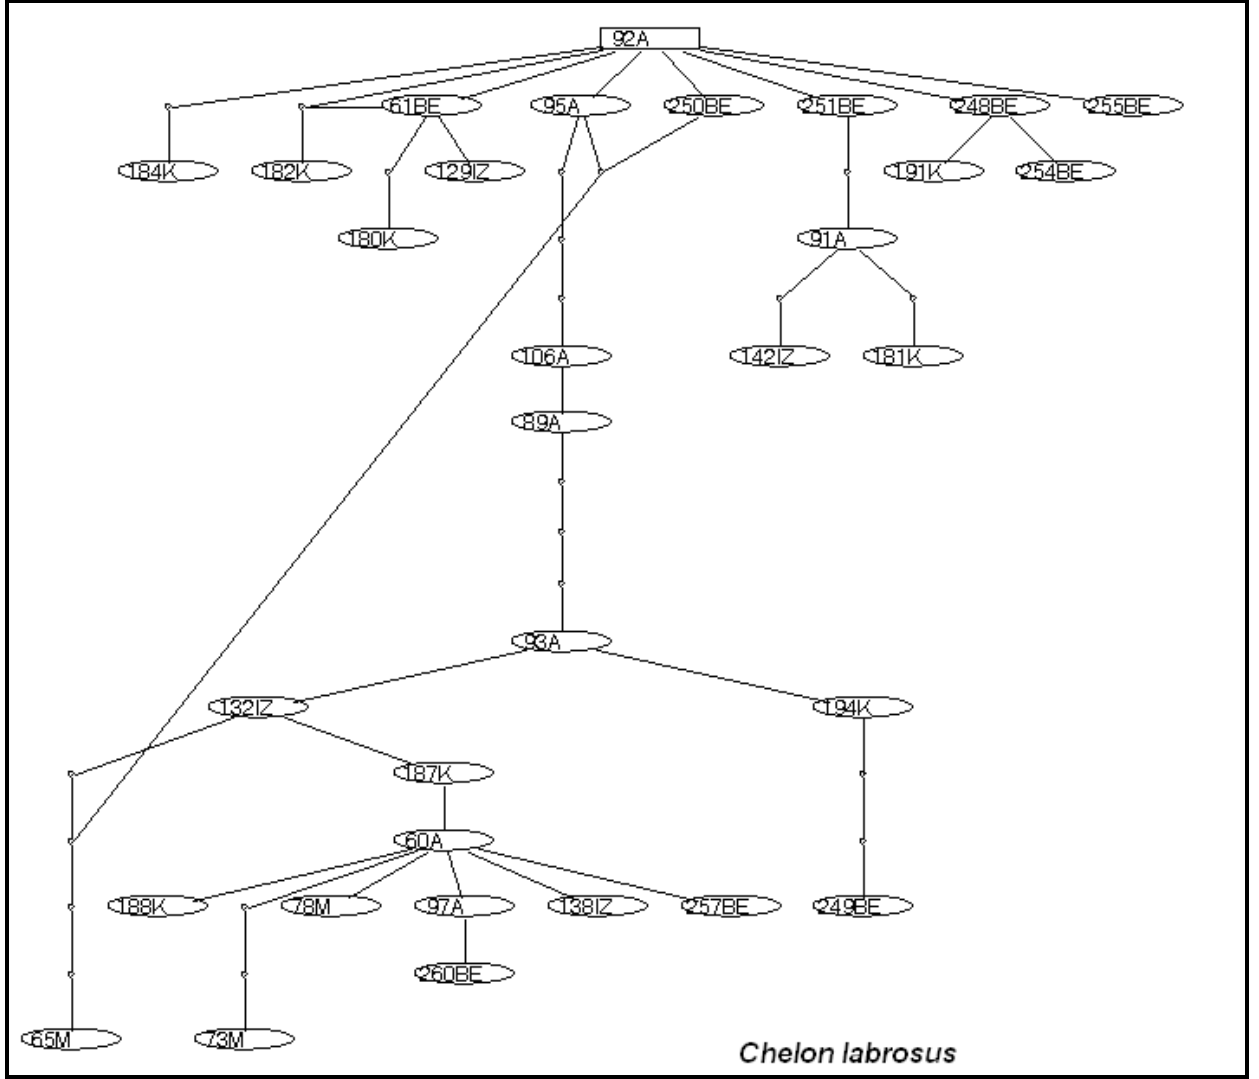 92A
61BE 95A 250BE 251BE 248BE 255BE
184K 182K 129IZ 191K 254BE
180K 91A
106A 142IZ 181K
89A
93A
132IZ 194K
187K
60A
188K 78M 97A 138IZ 257BE 249BE
260BE
65M 73M
Chelon labrosus